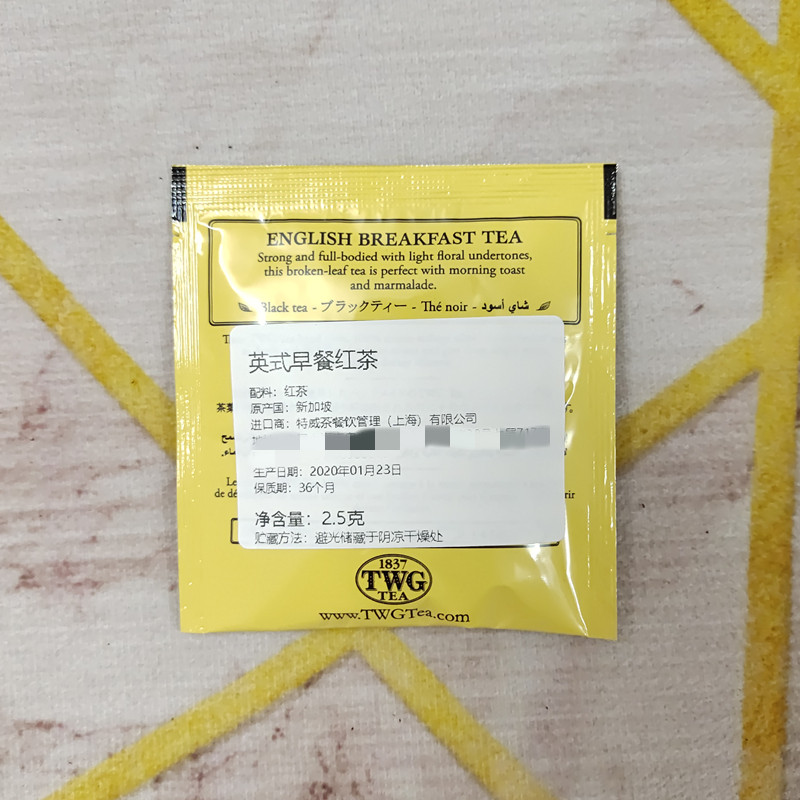 ENGLISH BREAKFAST TEA
Strong and full-bodied with light floral undertones,
this broken-leaf tea is perfect with morning toast
and marmalade.
Black tea - ブラックティー - Thé noir - شاي أسود
英式早餐红茶
配料：红茶
原产国：新加坡
进口商：特威茶餐饮管理（上海）有限公司
生产日期：2020年01月23日
保质期：36个月
净含量：2.5克
贮藏方法：避光储藏于阴凉干燥处
Le
de dé
rir
1837
TWG
TEA
www.TWGTea.com